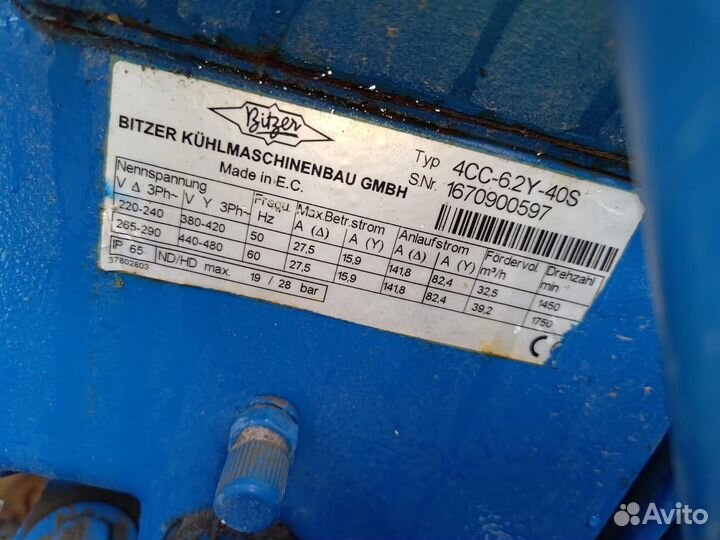 Bitzer
BITZER KÜHLMASCHINENBAU GMBH
Made in E.C.
Typ 4CC-6.2Y-40S
S.Nr. 1670900597
Nennspannung Frequ. Max.Betr.strom Anlaufstrom Fördervol. Drehzahl
V Δ 3Ph~ V Y 3Ph~ Hz A (Δ) A (Y) A (Δ) A (Y) m³/h min
220-240 380-420 50 27,5 15,9 141,8 82,4 32.5 1450
265-290 440-480 60 27,5 15,9 141,8 82,4 39.2 1750
IP 65 ND/HD max. 19 / 28 bar
37802803
CE
Avito